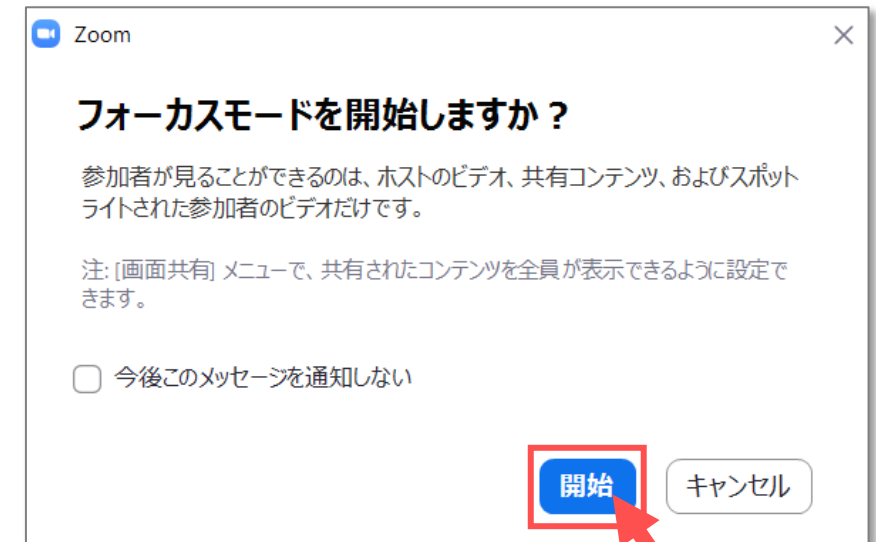 Zoom
フォーカスモードを開始しますか？
参加者が見ることができるのは、ホストのビデオ、共有コンテンツ、およびスポット
ライトされた参加者のビデオだけです。
注: [画面共有] メニューで、共有されたコンテンツを全員が表示できるように設定で
きます。
今後このメッセージを通知しない
開始 キャンセル